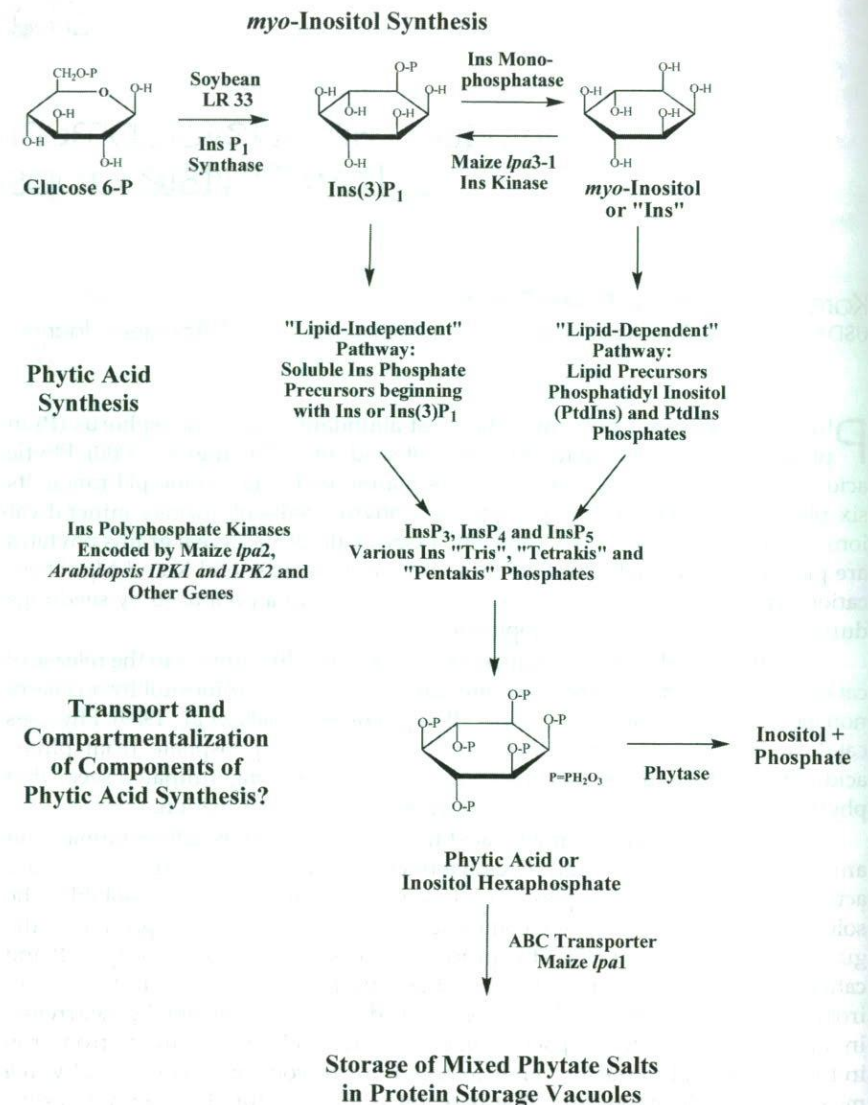 myo-Inositol Synthesis
CH₂O-P
O
O-H
O-H
O-H
O-H
Glucose 6-P
Soybean
LR 33
Ins P₁
Synthase
O-P
O-H
O-H
O-H
O-H
O-H
Ins(3)P₁
Ins Mono-
phosphatase
Maize lpa3-1
Ins Kinase
O-H
O-H
O-H
O-H
O-H
O-H
myo-Inositol
or "Ins"
Phytic Acid
Synthesis
"Lipid-Independent"
Pathway:
Soluble Ins Phosphate
Precursors beginning
with Ins or Ins(3)P₁
"Lipid-Dependent"
Pathway:
Lipid Precursors
Phosphatidyl Inositol
(PtdIns) and PtdIns
Phosphates
Ins Polyphosphate Kinases
Encoded by Maize lpa2,
Arabidopsis IPK1 and IPK2 and
Other Genes
InsP₃, InsP₄ and InsP₅
Various Ins "Tris", "Tetrakis" and
"Pentakis" Phosphates
Transport and
Compartmentalization
of Components of
Phytic Acid Synthesis?
O-P
O-P
O-P
O-P
O-P
O-P
P=PH₂O₃
Phytase
Inositol +
Phosphate
Phytic Acid or
Inositol Hexaphosphate
ABC Transporter
Maize lpa1
Storage of Mixed Phytate Salts
in Protein Storage Vacuoles